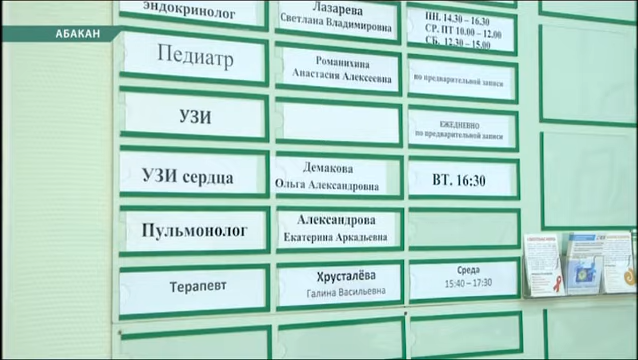 АБАКАН
эндокринолог
Лазарева
Светлана Владимировна
ПН. 14.30 – 16.30
СР. ПТ 10.00 – 12.00
СБ. 12.30 – 15.00
Педиатр
Романихина
Анастасия Алексеевна
по предварительной записи
УЗИ
ЕЖЕДНЕВНО
по предварительной записи
УЗИ сердца
Демакова
Ольга Александровна
ВТ. 16:30
Пульмонолог
Александрова
Екатерина Аркадьевна
Терапевт
Хрусталёва
Галина Васильевна
Среда
15:40 – 17:30